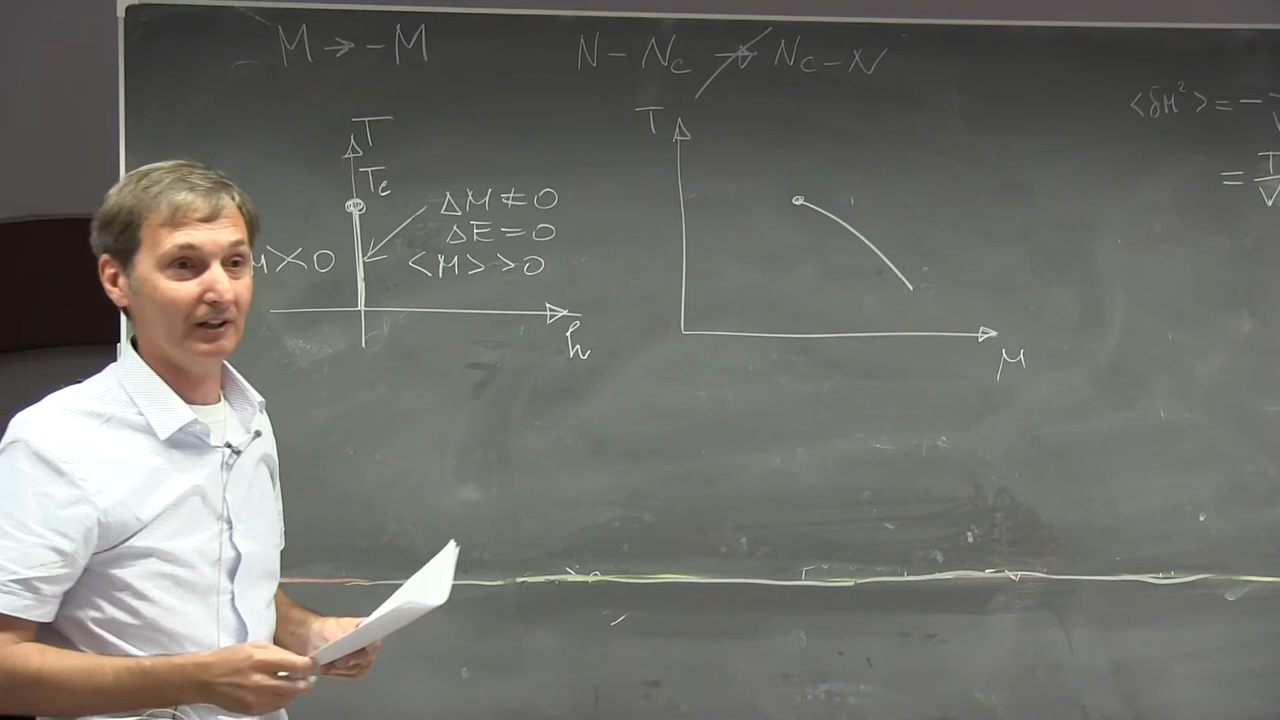 M → -M
N - N_c ↛ N_c - N
<δM²> = -
=
T
T_c
ΔM ≠ 0
ΔE = 0
<M> > 0
M><0
h
T
μ